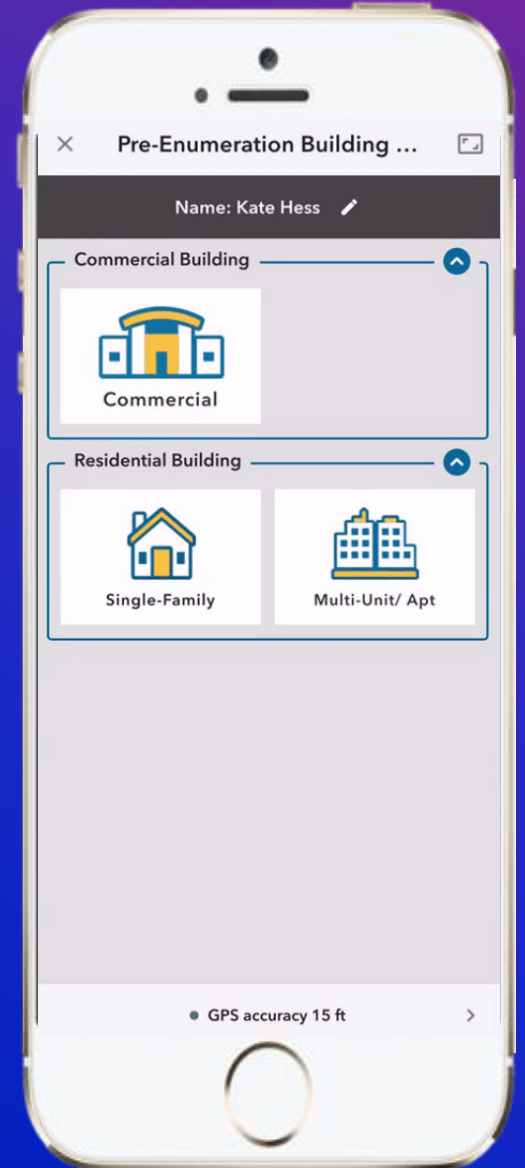 Pre-Enumeration Building ...
Name: Kate Hess
Commercial Building
Commercial
Residential Building
Single-Family
Multi-Unit/ Apt
GPS accuracy 15 ft